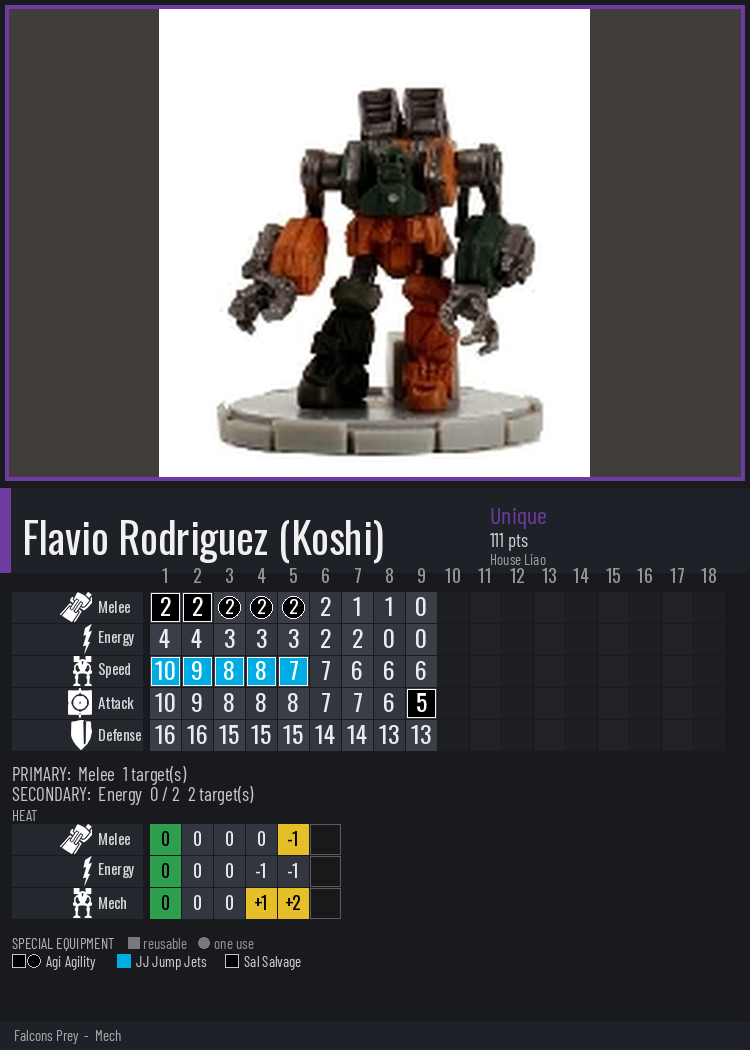 Flavio Rodriguez (Koshi)
Unique
111 pts
House Liao
1 2 3 4 5 6 7 8 9 10 11 12 13 14 15 16 17 18
Melee 2 2 2 2 2 2 1 1 0
Energy 4 4 3 3 3 2 2 0 0
Speed 10 9 8 8 7 7 6 6 6
Attack 10 9 8 8 8 7 7 6 5
Defense 16 16 15 15 15 14 14 13 13
PRIMARY: Melee 1 target(s)
SECONDARY: Energy 0 / 2 2 target(s)
HEAT
Melee 0 0 0 0 -1
Energy 0 0 0 -1 -1
Mech 0 0 0 +1 +2
SPECIAL EQUIPMENT reusable one use
Agi Agility JJ Jump Jets Sal Salvage
Falcons Prey - Mech